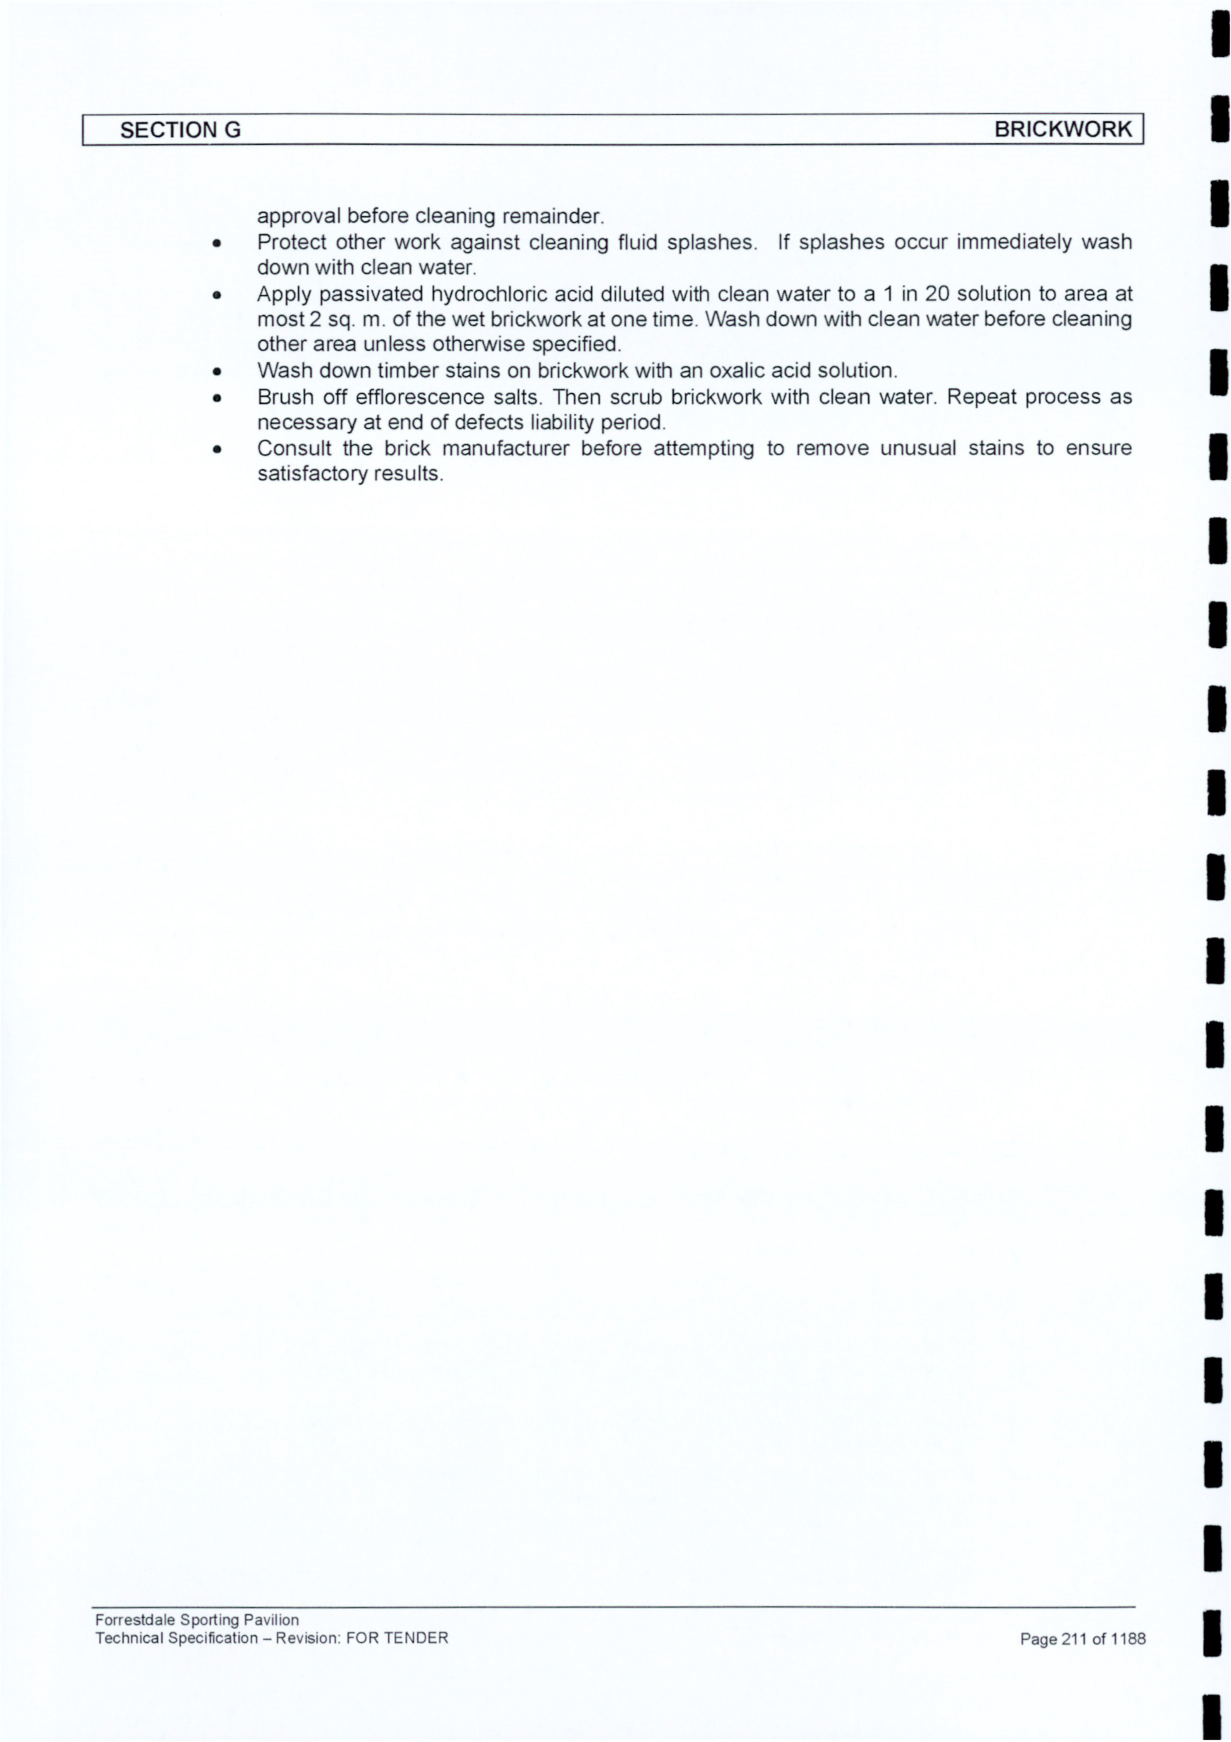 SECTION G BRICKWORK
approval before cleaning remainder.
• Protect other work against cleaning fluid splashes. If splashes occur immediately wash
down with clean water.
• Apply passivated hydrochloric acid diluted with clean water to a 1 in 20 solution to area at
most 2 sq. m. of the wet brickwork at one time. Wash down with clean water before cleaning
other area unless otherwise specified.
• Wash down timber stains on brickwork with an oxalic acid solution.
• Brush off efflorescence salts. Then scrub brickwork with clean water. Repeat process as
necessary at end of defects liability period.
• Consult the brick manufacturer before attempting to remove unusual stains to ensure
satisfactory results.
Forrestdale Sporting Pavilion
Technical Specification – Revision: FOR TENDER Page 211 of 1188